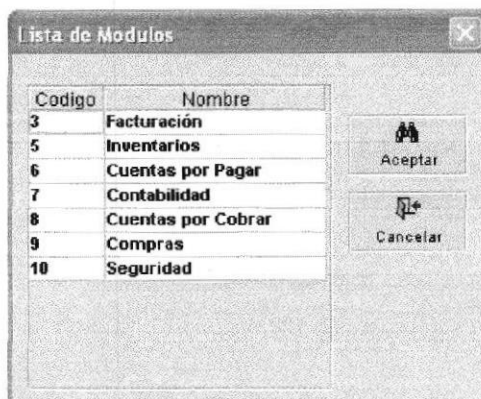 Lista de Modulos
Codigo Nombre
3 Facturación
5 Inventarios
6 Cuentas por Pagar
7 Contabilidad
8 Cuentas por Cobrar
9 Compras
10 Seguridad
Aceptar
Cancelar